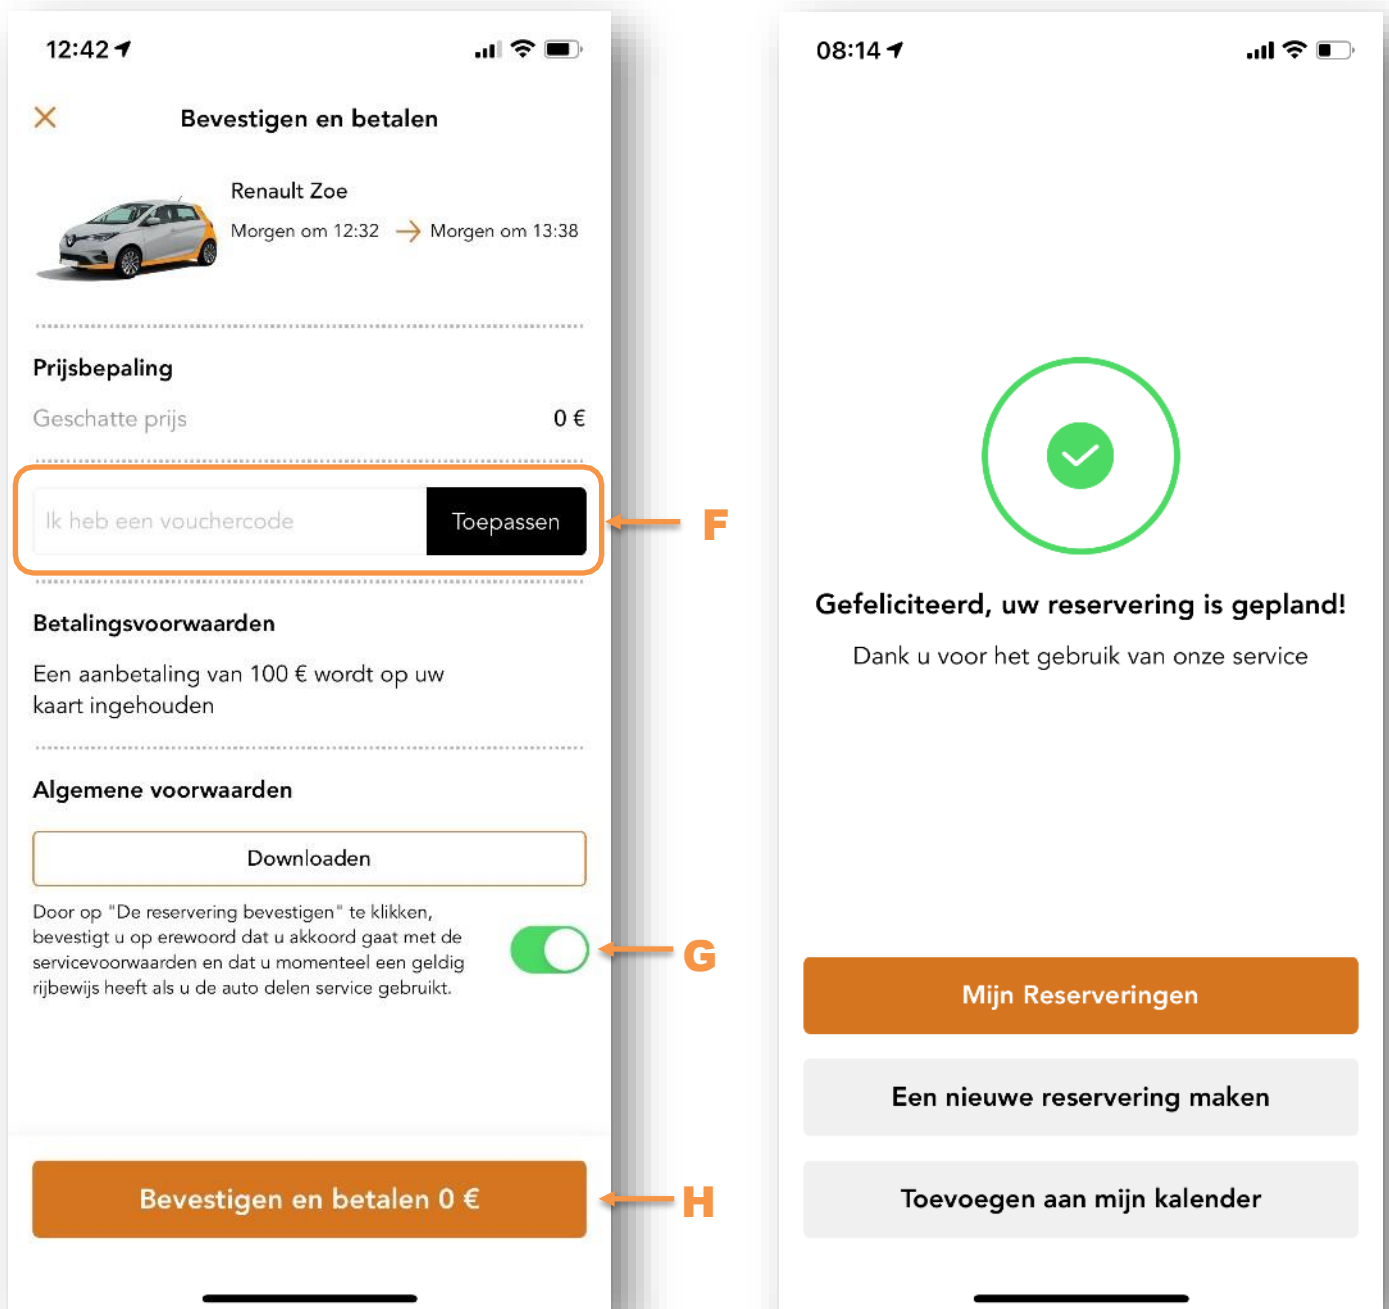 12:42
Bevestigen en betalen
Renault Zoe
Morgen om 12:32 → Morgen om 13:38
Prijsbepaling
Geschatte prijs 0 €
Ik heb een vouchercode Toepassen
F
Betalingsvoorwaarden
Een aanbetaling van 100 € wordt op uw
kaart ingehouden
Algemene voorwaarden
Downloaden
Door op "De reservering bevestigen" te klikken,
bevestigt u op erewoord dat u akkoord gaat met de
servicevoorwaarden en dat u momenteel een geldig
rijbewijs heeft als u de auto delen service gebruikt.
G
Bevestigen en betalen 0 €
H
08:14
Gefeliciteerd, uw reservering is gepland!
Dank u voor het gebruik van onze service
Mijn Reserveringen
Een nieuwe reservering maken
Toevoegen aan mijn kalender